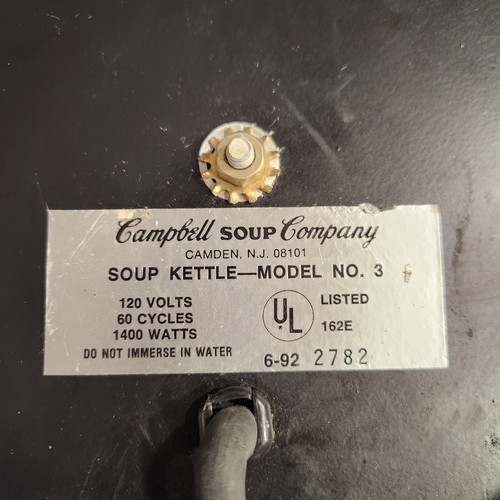 Campbell SOUP Company
CAMDEN, N.J. 08101
SOUP KETTLE—MODEL NO. 3
120 VOLTS
60 CYCLES
1400 WATTS
DO NOT IMMERSE IN WATER
UL LISTED
162E
6-92 2782